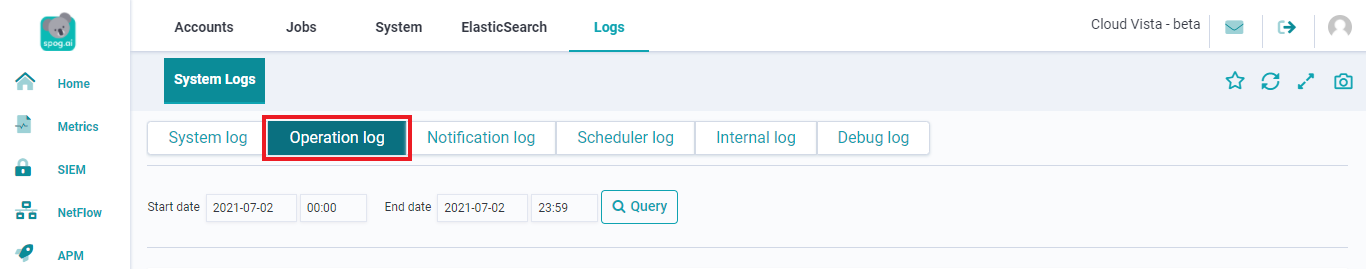 spog.ai
Accounts Jobs System ElasticSearch Logs Cloud Vista - beta
System Logs
Home
Metrics
SIEM
NetFlow
APM
System log Operation log Notification log Scheduler log Internal log Debug log
Start date 2021-07-02 00:00 End date 2021-07-02 23:59 Query